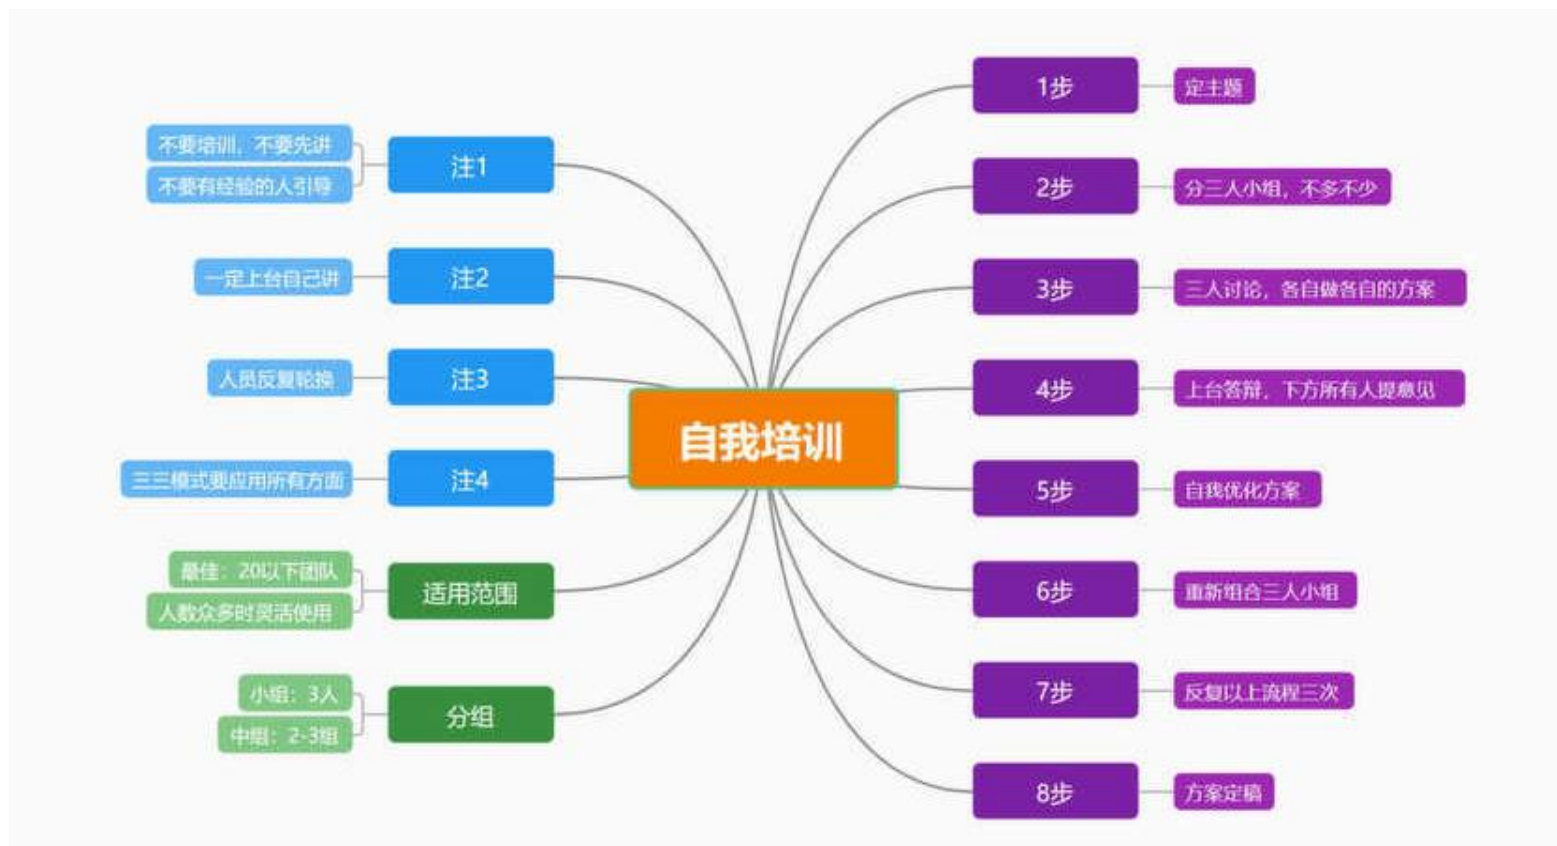 自我培训
1步
定主题
2步
分三人小组，不多不少
3步
三人讨论，各自做各自的方案
4步
上台答辩，下方所有人提意见
5步
自我优化方案
6步
重新组合三人小组
7步
反复以上流程三次
8步
方案定稿
注1
不要培训，不要先讲
不要有经验的人引导
注2
一定上台自己讲
注3
人员反复轮换
注4
三三模式要应用所有方面
适用范围
最佳：20以下团队
人数众多时灵活使用
分组
小组：3人
中组：2-3组